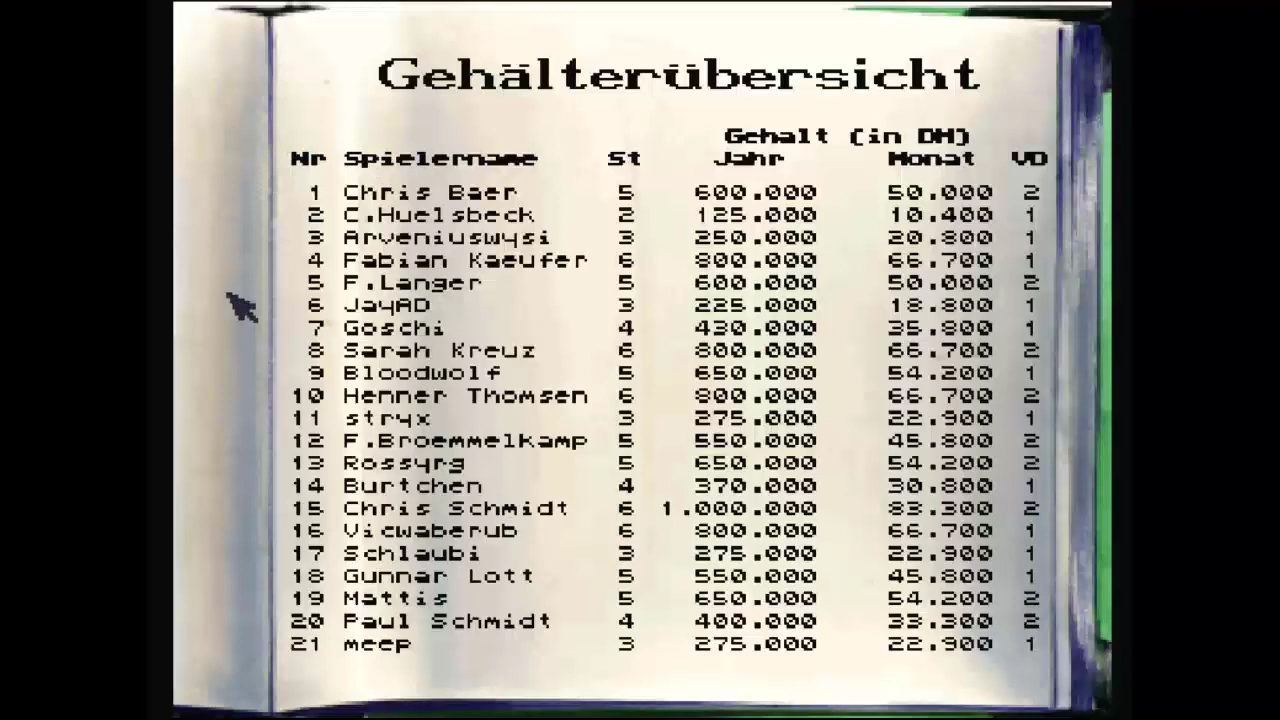 Gehälterübersicht
Gehalt (in DM)
Nr Spielername St Jahr Monat VD
1 Chris Baer 5 600.000 50.000 2
2 C.Huelsbeck 2 125.000 10.400 1
3 Arveniuswysi 3 250.000 20.800 1
4 Fabian Kaeufer 6 800.000 66.700 1
5 F.Langer 5 600.000 50.000 2
6 JayAD 3 225.000 18.800 1
7 Goschi 4 430.000 35.800 1
8 Sarah Kreuz 6 800.000 66.700 2
9 Bloodwolf 5 650.000 54.200 1
10 Henner Thomsen 6 800.000 66.700 2
11 stryx 3 275.000 22.900 1
12 F.Broemmelkamp 5 550.000 45.800 2
13 Rossyrg 5 650.000 54.200 2
14 Burtchen 4 370.000 30.800 1
15 Chris Schmidt 6 1.000.000 83.300 2
16 Vicwaberub 6 800.000 66.700 1
17 Schlaubi 3 275.000 22.900 1
18 Gunnar Lott 5 550.000 45.800 1
19 Mattis 5 650.000 54.200 2
20 Paul Schmidt 4 400.000 33.300 2
21 meep 3 275.000 22.900 1